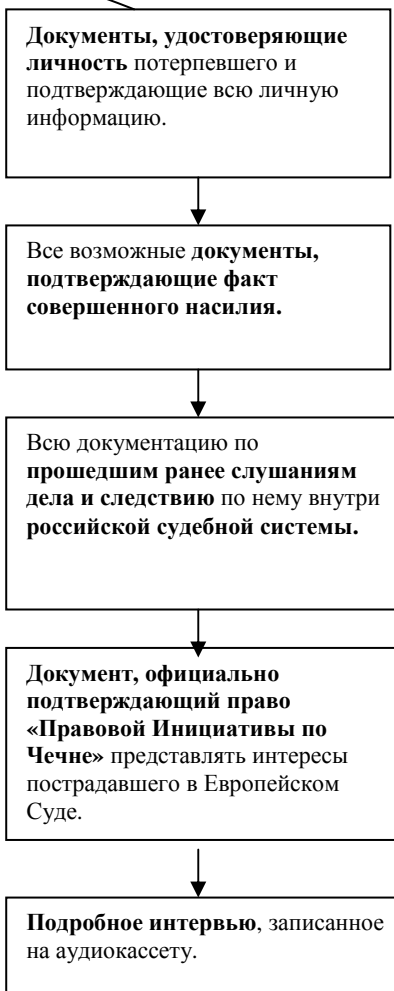 Документы, удостоверяющие
личность потерпевшего и
подтверждающие всю личную
информацию.
Все возможные документы,
подтверждающие факт
совершенного насилия.
Всю документацию по
прошедшим ранее слушаниям
дела и следствию по нему внутри
российской судебной системы.
Документ, официально
подтверждающий право
«Правовой Инициативы по
Чечне» представлять интересы
пострадавшего в Европейском
Суде.
Подробное интервью, записанное
на аудиокассету.